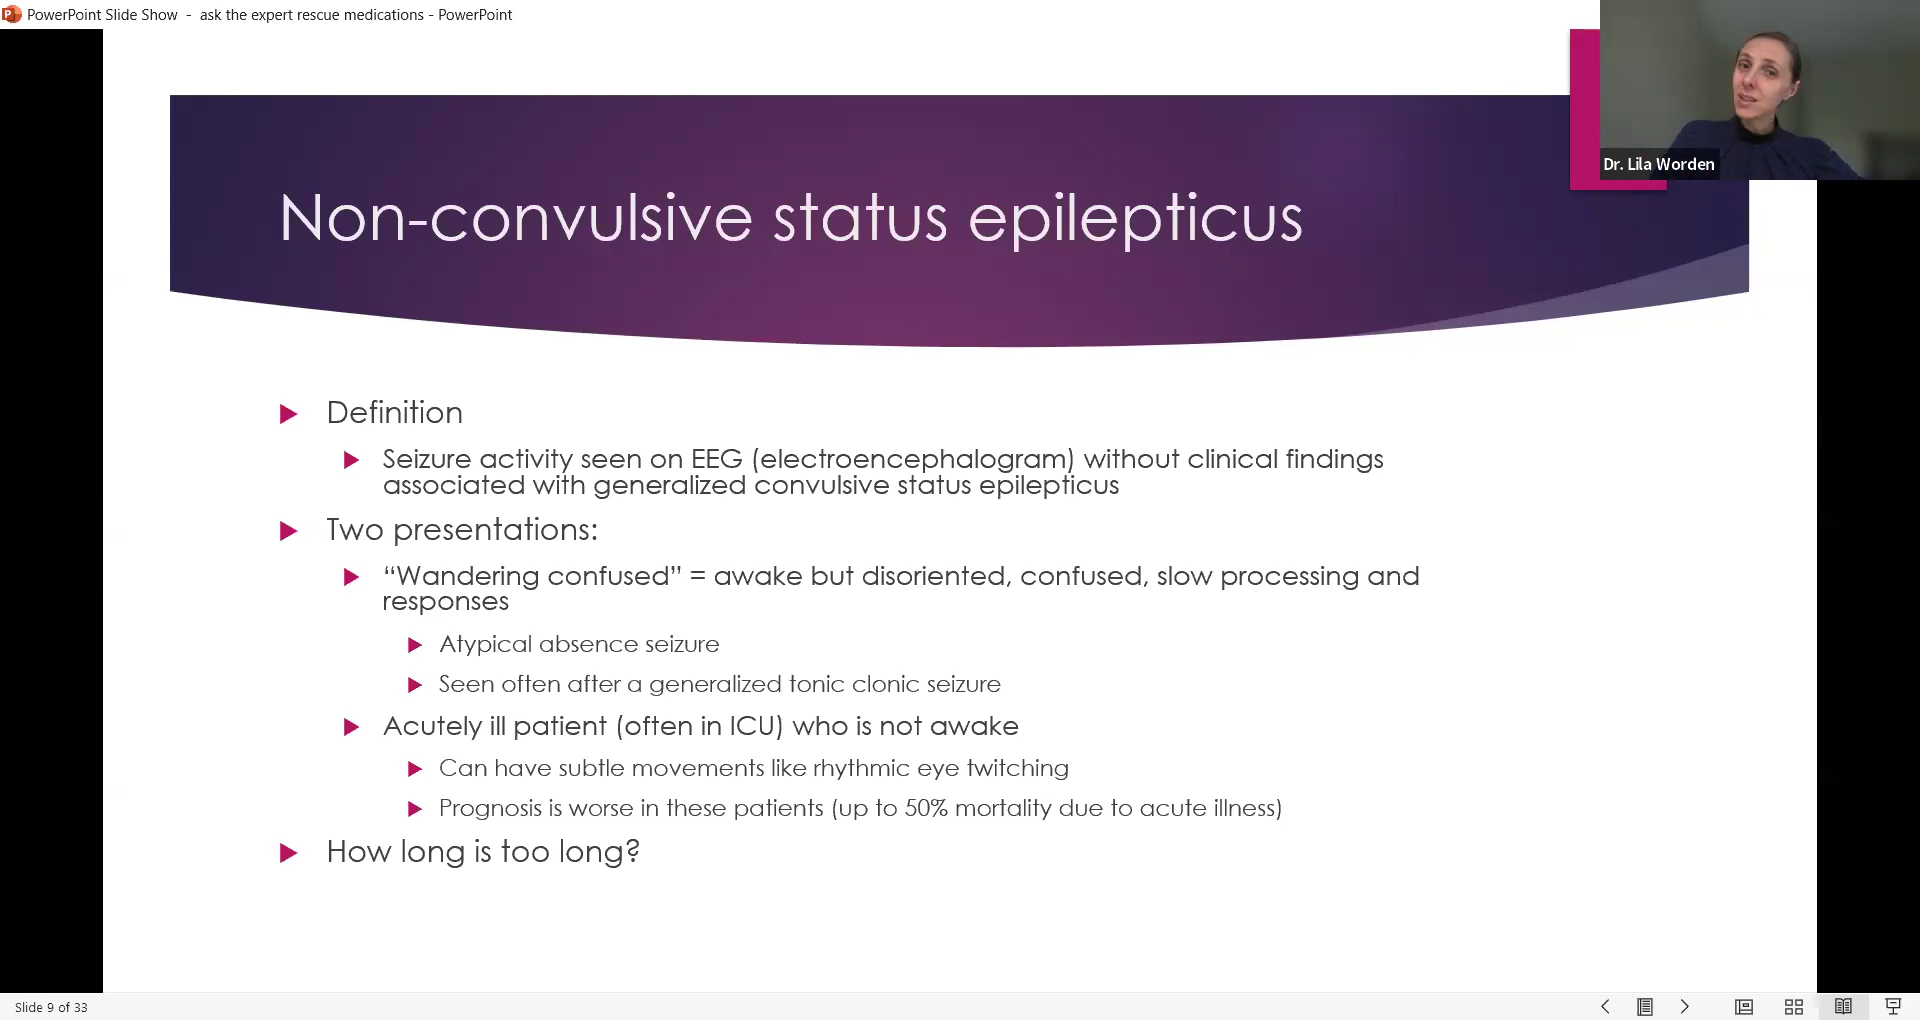 PowerPoint Slide Show - ask the expert rescue medications - PowerPoint
Dr. Lila Worden
Non-convulsive status epilepticus
Definition
Seizure activity seen on EEG (electroencephalogram) without clinical findings
associated with generalized convulsive status epilepticus
Two presentations:
“Wandering confused” = awake but disoriented, confused, slow processing and
responses
Atypical absence seizure
Seen often after a generalized tonic clonic seizure
Acutely ill patient (often in ICU) who is not awake
Can have subtle movements like rhythmic eye twitching
Prognosis is worse in these patients (up to 50% mortality due to acute illness)
How long is too long?
Slide 9 of 33